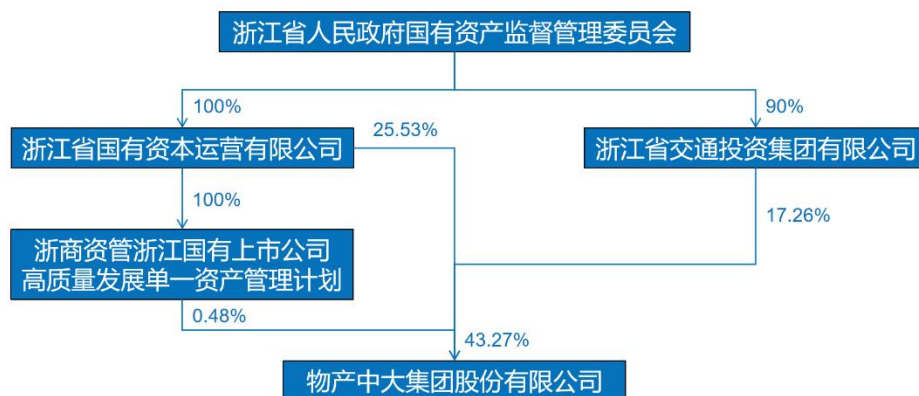 浙江省人民政府国有资产监督管理委员会
100%
90%
浙江省国有资本运营有限公司
25.53%
浙江省交通投资集团有限公司
100%
17.26%
浙商资管浙江国有上市公司
高质量发展单一资产管理计划
0.48%
43.27%
物产中大集团股份有限公司